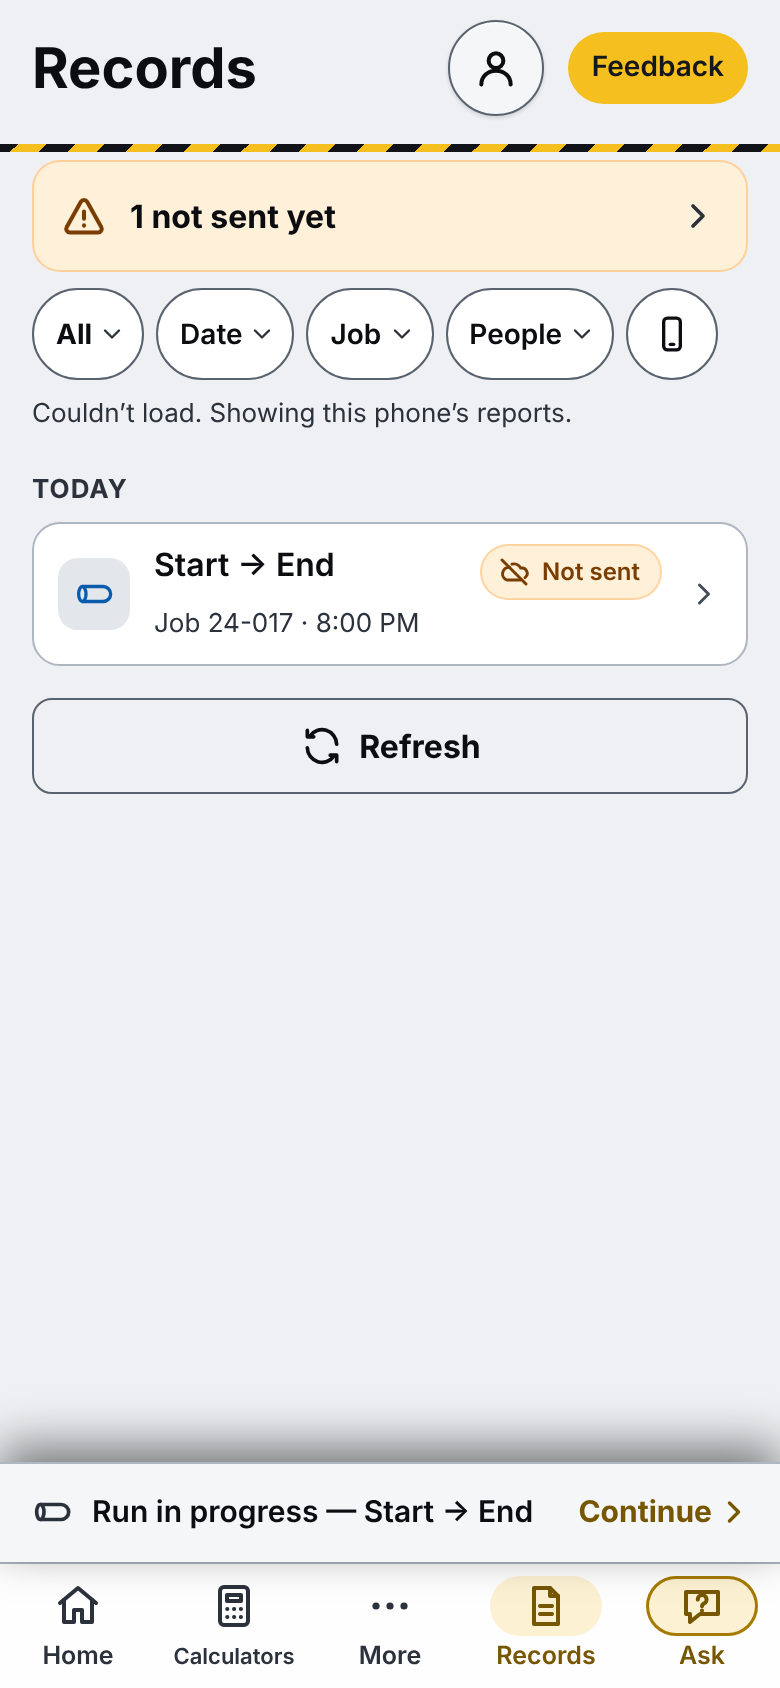 Records
Feedback
1 not sent yet
All
Date
Job
People
Couldn’t load. Showing this phone’s reports.
TODAY
Start → End
Not sent
Job 24-017 · 8:00 PM
Refresh
Run in progress — Start → End
Continue
Home
Calculators
More
Records
Ask